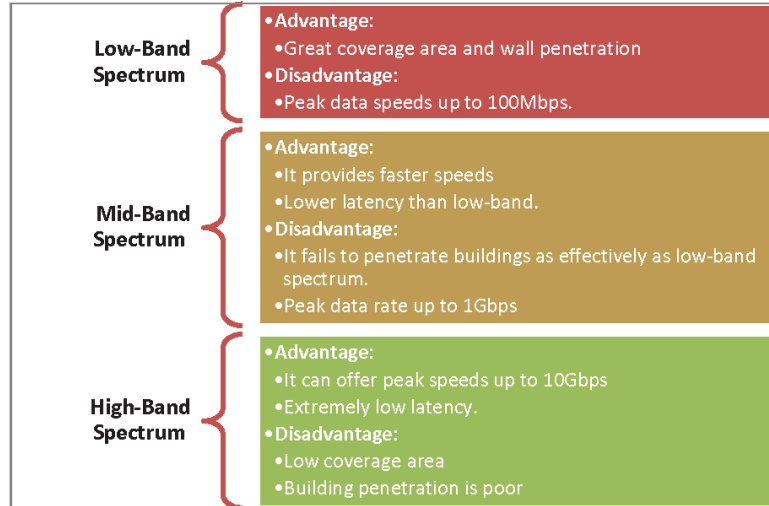 Low-Band
Spectrum
•Advantage:
•Great coverage area and wall penetration
•Disadvantage:
•Peak data speeds up to 100Mbps.
Mid-Band
Spectrum
•Advantage:
•It provides faster speeds
•Lower latency than low-band.
•Disadvantage:
•It fails to penetrate buildings as effectively as low-band
spectrum.
•Peak data rate up to 1Gbps
High-Band
Spectrum
•Advantage:
•It can offer peak speeds up to 10Gbps
•Extremely low latency.
•Disadvantage:
•Low coverage area
•Building penetration is poor